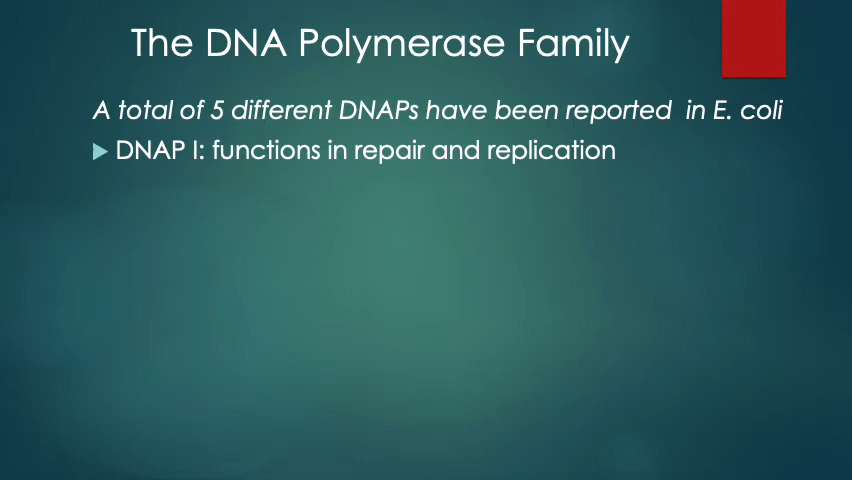 The DNA Polymerase Family
A total of 5 different DNAPs have been reported in E. coli
DNAP I: functions in repair and replication